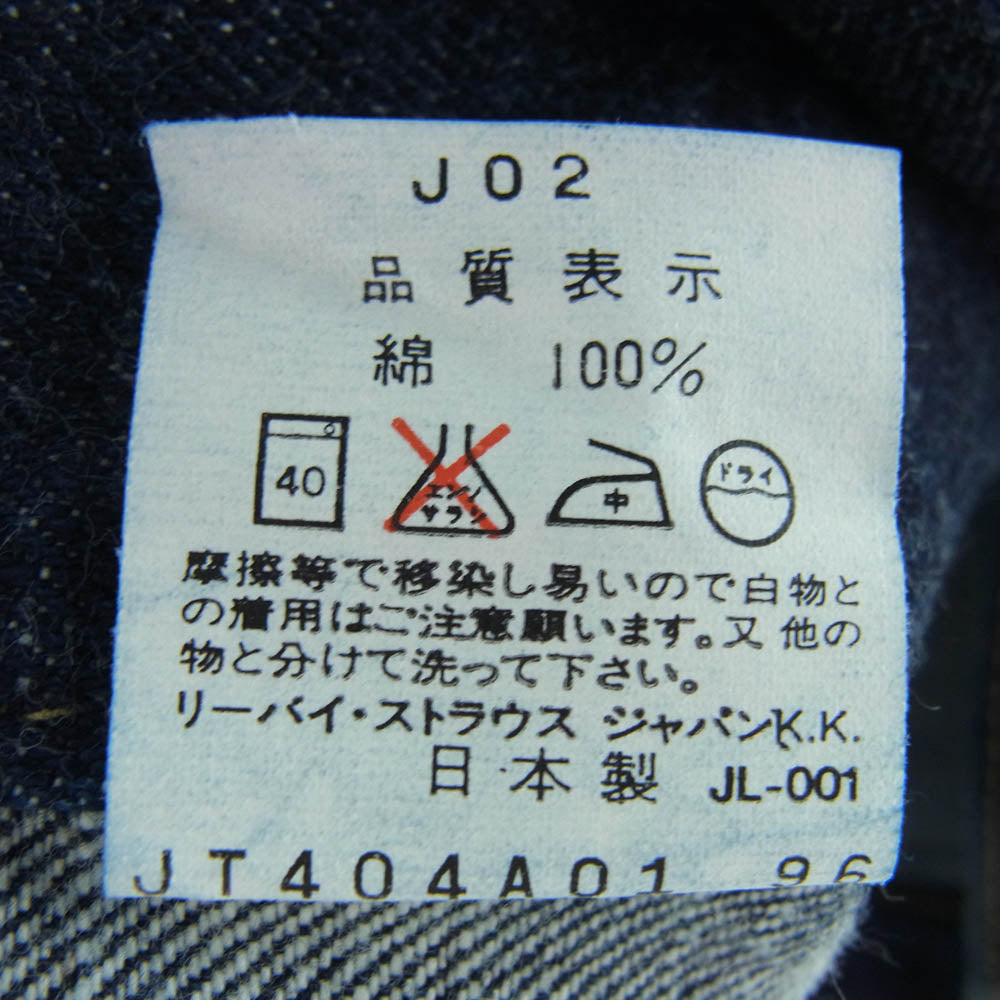 J02
品質表示
綿 100%
40 エンソ サラシ 中 ドライ
摩擦等で移染し易いので白物と
の着用はご注意願います。又他の
物と分けて洗って下さい。
リーバイ・ストラウス ジャパンK.K.
日本製 JL-001
JT404A01 96